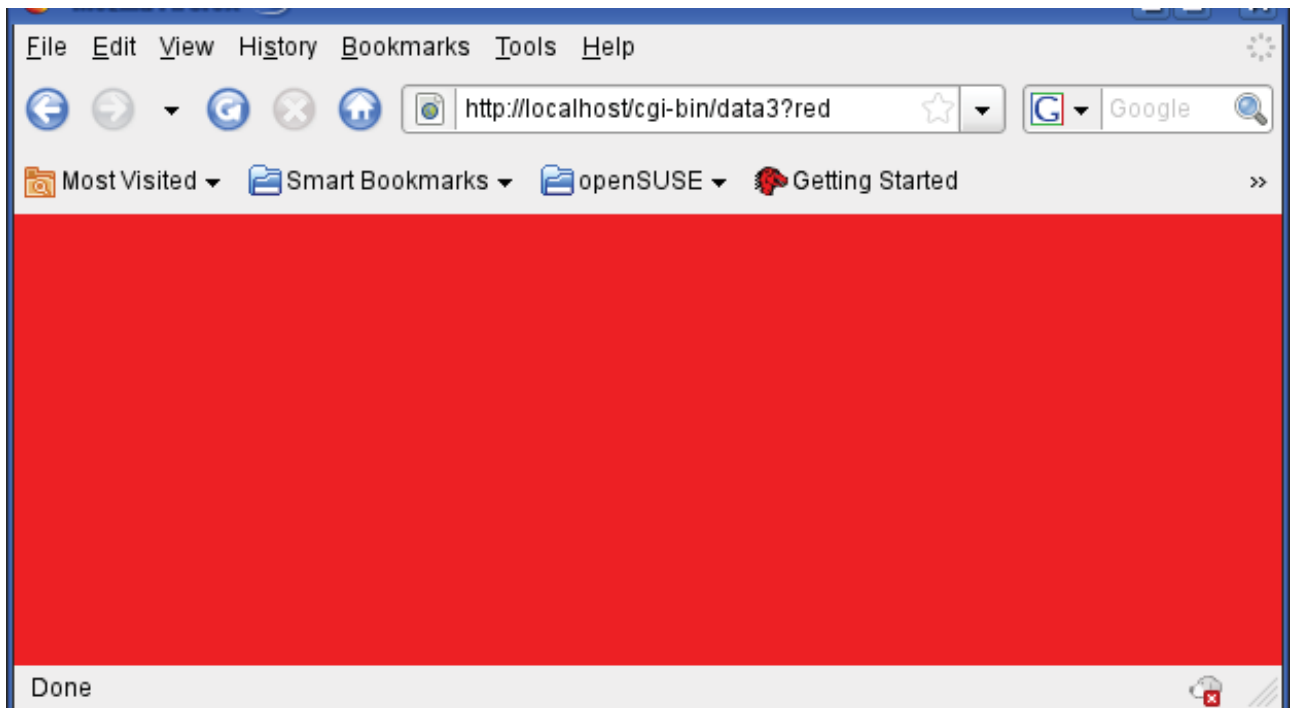 File Edit View History Bookmarks Tools Help
http://localhost/cgi-bin/data3?red G Google
Most Visited Smart Bookmarks openSUSE Getting Started »
Done